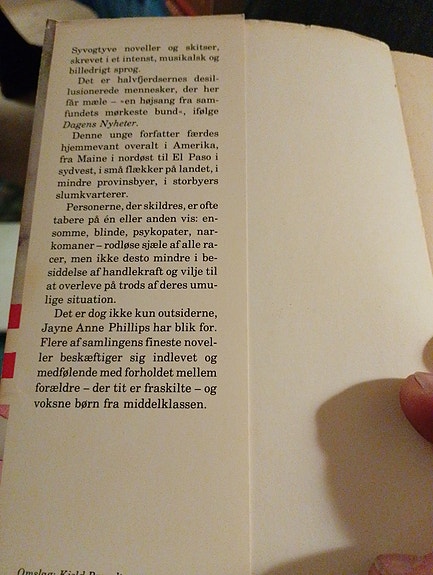 Syvogtyve noveller og skitser,
skrevet i et intenst, musikalsk og
billedrigt sprog.
Det er halvfjerdsernes desil-
lusionerede mennesker, der her
får mæle – »en højsang fra sam-
fundets mørkeste bund«, ifølge
Dagens Nyheter.
Denne unge forfatter færdes
hjemmevant overalt i Amerika,
fra Maine i nordøst til El Paso i
sydvest, i små flækker på landet, i
mindre provinsbyer, i storbyers
slumkvarterer.
Personerne, der skildres, er ofte
tabere på én eller anden vis: en-
somme, blinde, psykopater, nar-
komaner – rodløse sjæle af alle ra-
cer, men ikke desto mindre i be-
siddelse af handlekraft og vilje til
at overleve på trods af deres umu-
lige situation.
Det er dog ikke kun outsiderne,
Jayne Anne Phillips har blik for.
Flere af samlingens fineste novel-
ler beskæftiger sig indlevet og
medfølende med forholdet mellem
forældre – der tit er fraskilte – og
voksne børn fra middelklassen.
Omslag: Kjeld